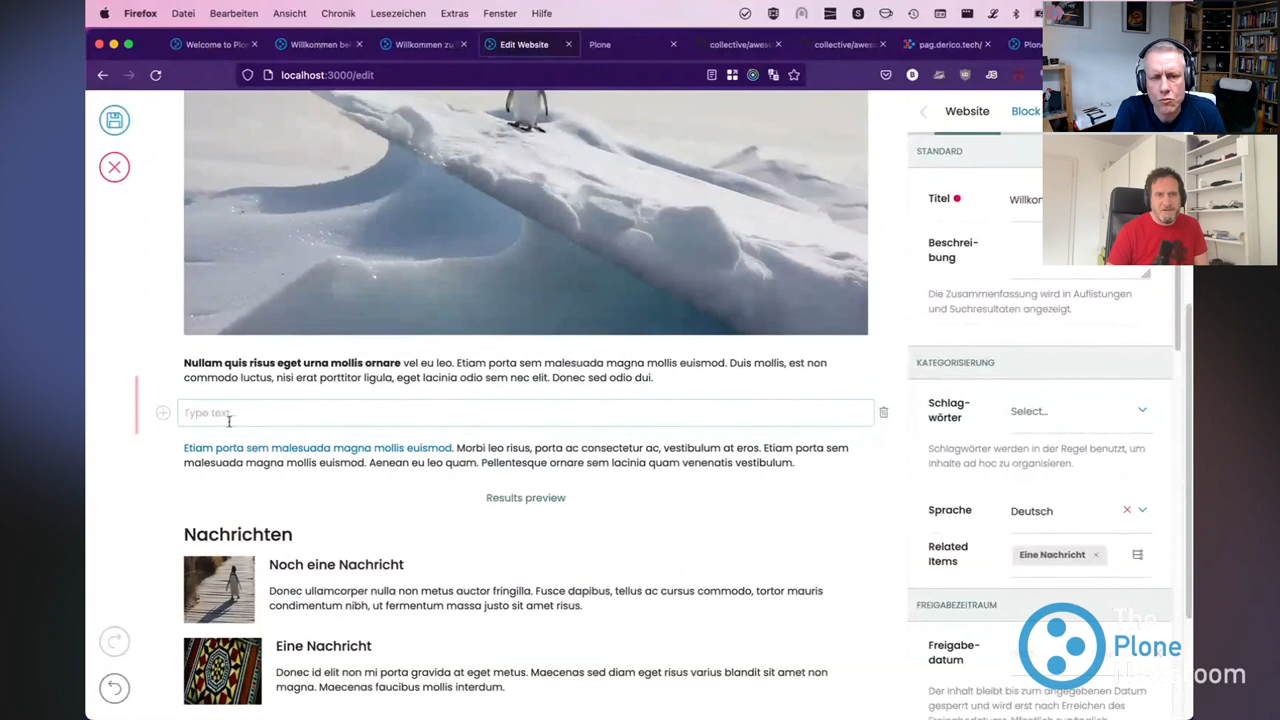 Firefox Datei Bearbeiten Ansicht Chronik Lesezeichen Extras Fenster Hilfe
Welcome to Plo Willkommen bei Willkommen zu Edit Website Plone collective/awes collective/awes pag.derico.tech/ Plon
localhost:3000/edit
Website Block
STANDARD
Titel Willkom
Beschrei-
bung
Die Zusammenfassung wird in Auflistungen
und Suchresultaten angezeigt.
Nullam quis risus eget urna mollis ornare vel eu leo. Etiam porta sem malesuada magna mollis euismod. Duis mollis, est non
commodo luctus, nisi erat porttitor ligula, eget lacinia odio sem nec elit. Donec sed odio dui.
KATEGORISIERUNG
Type text…
Schlag-
wörter
Select...
Etiam porta sem malesuada magna mollis euismod. Morbi leo risus, porta ac consectetur ac, vestibulum at eros. Etiam porta sem
malesuada magna mollis euismod. Aenean eu leo quam. Pellentesque ornare sem lacinia quam venenatis vestibulum.
Schlagwörter werden in der Regel benutzt, um
Inhalte ad hoc zu organisieren.
Results preview
Sprache Deutsch
Nachrichten
Related
Items
Eine Nachricht
Noch eine Nachricht
Donec ullamcorper nulla non metus auctor fringilla. Fusce dapibus, tellus ac cursus commodo, tortor mauris
condimentum nibh, ut fermentum massa justo sit amet risus.
FREIGABEZEITRAUM
Eine Nachricht
Donec id elit non mi porta gravida at eget metus. Maecenas sed diam eget risus varius blandit sit amet non
magna. Maecenas faucibus mollis interdum.
Freigabe-
datum
Der Inhalt bleibt bis zum angegebenen Datum
gesperrt und wird erst nach Erreichen des
The
Plone
Newsroom